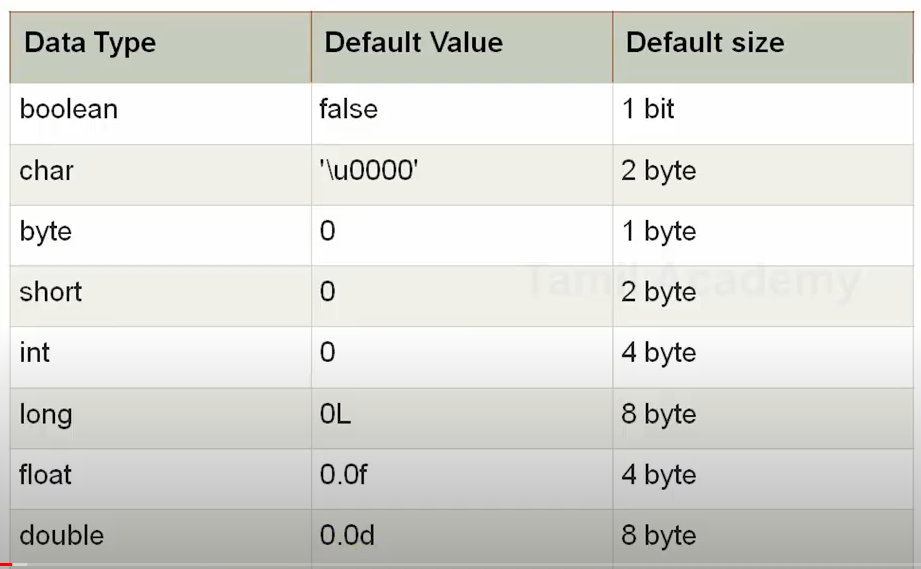 Data Type Default Value Default size
boolean false 1 bit
char '\u0000' 2 byte
byte 0 1 byte
Tamil Academy
short 0 2 byte
int 0 4 byte
long 0L 8 byte
float 0.0f 4 byte
double 0.0d 8 byte